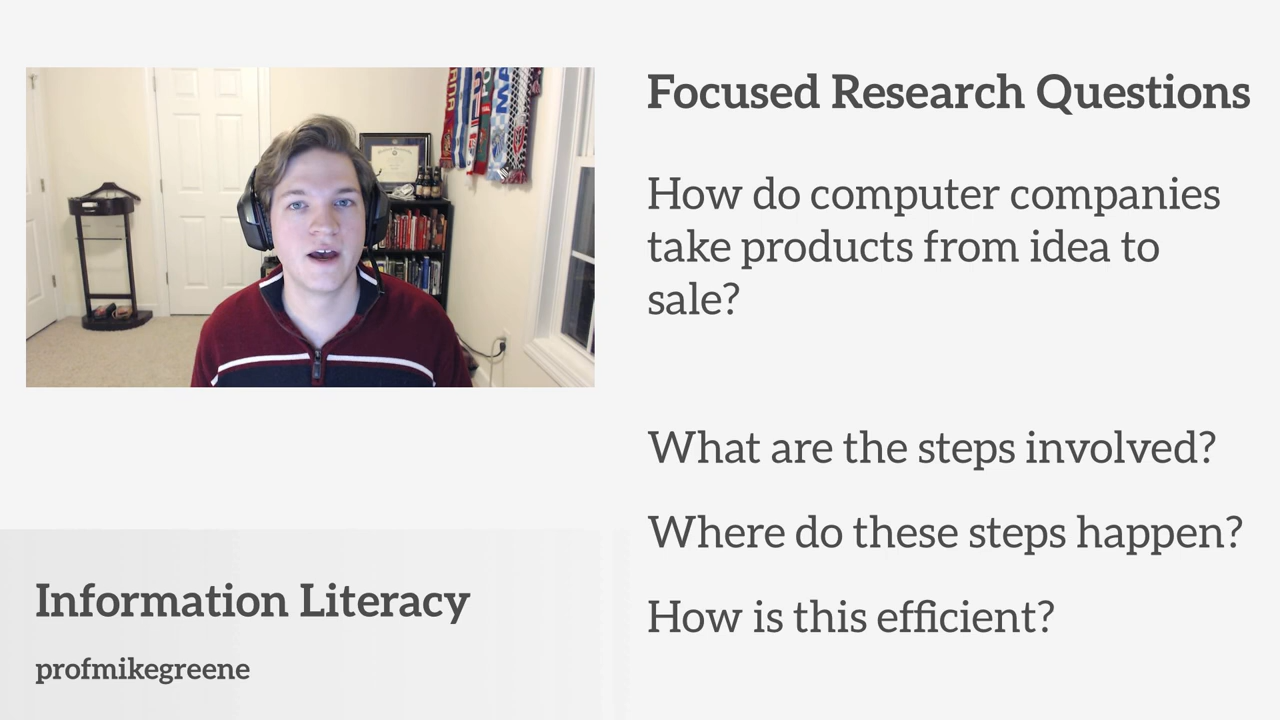 Focused Research Questions
How do computer companies
take products from idea to
sale?
What are the steps involved?
Where do these steps happen?
How is this efficient?
Information Literacy
profmikegreene